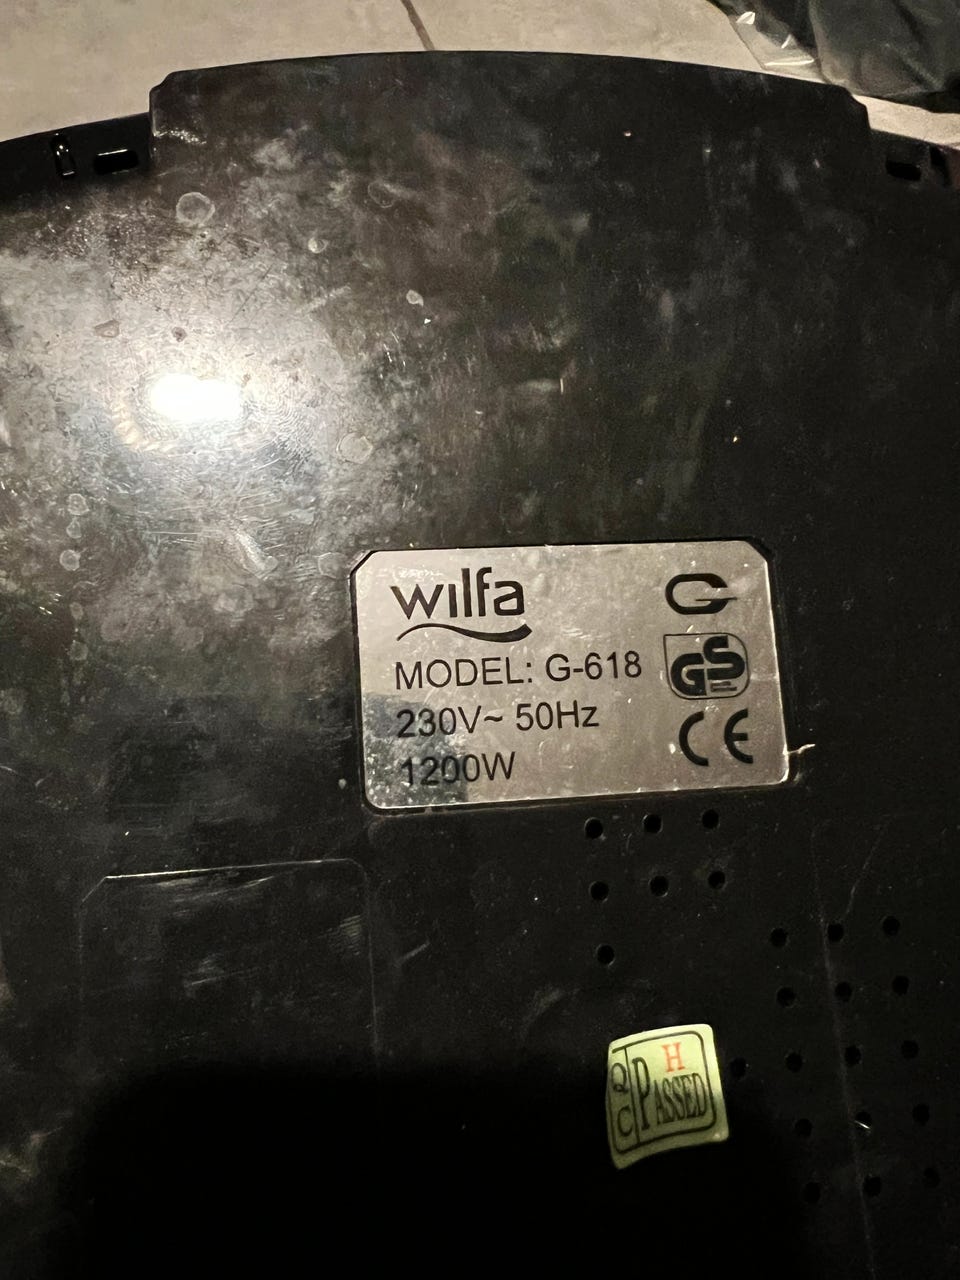 wilfa
MODEL: G-618
230V~ 50Hz
1200W
GS
CE
QC
H
PASSED